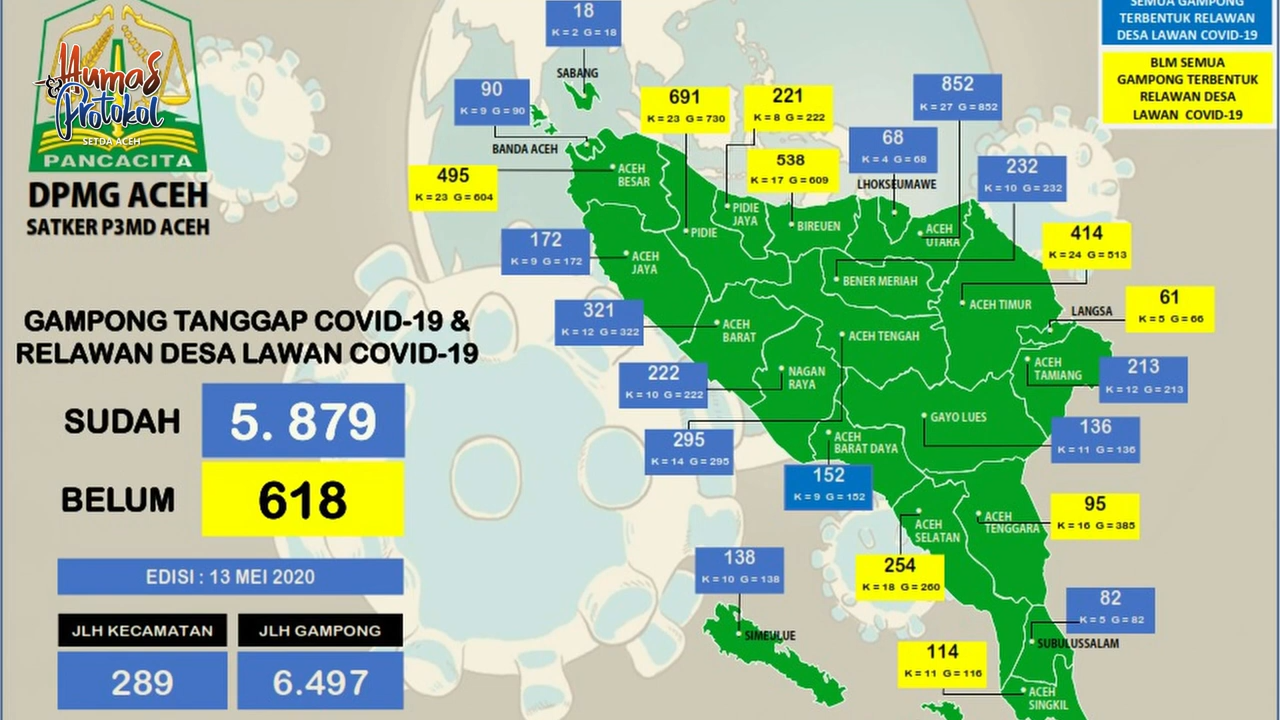 Humas
&
Protokol
SETDA ACEH
PANCACITA
DPMG ACEH
SATKER P3MD ACEH
GAMPONG TANGGAP COVID-19 &
RELAWAN DESA LAWAN COVID-19
SUDAH
5. 879
BELUM
618
EDISI : 13 MEI 2020
JLH KECAMATAN
289
JLH GAMPONG
6.497
SEMUA GAMPONG
TERBENTUK RELAWAN
DESA LAWAN COVID-19
BLM SEMUA
GAMPONG TERBENTUK
RELAWAN DESA
LAWAN COVID-19
18
K = 2 G = 18
SABANG
90
K = 9 G = 90
BANDA ACEH
691
K = 23 G = 730
PIDIE
221
K = 8 G = 222
PIDIE
JAYA
538
K = 17 G = 609
BIREUEN
68
K = 4 G = 68
LHOKSEUMAWE
852
K = 27 G = 852
ACEH
UTARA
232
K = 10 G = 232
BENER MERIAH
414
K = 24 G = 513
ACEH TIMUR
61
K = 5 G = 66
LANGSA
495
K = 23 G = 604
ACEH
BESAR
172
K = 9 G = 172
ACEH
JAYA
321
K = 12 G = 322
ACEH
BARAT
222
K = 10 G = 222
NAGAN
RAYA
295
K = 14 G = 295
ACEH TENGAH
213
K = 12 G = 213
ACEH
TAMIANG
136
K = 11 G = 136
GAYO LUES
152
K = 9 G = 152
ACEH
BARAT DAYA
95
K = 16 G = 385
ACEH
TENGGARA
254
K = 18 G = 260
ACEH
SELATAN
138
K = 10 G = 138
SIMEULUE
82
K = 5 G = 82
SUBULUSSALAM
114
K = 11 G = 116
ACEH
SINGKIL